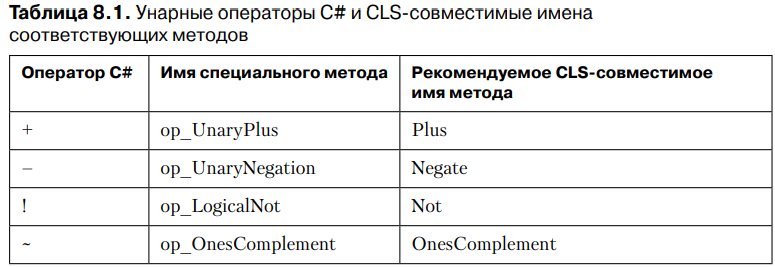 Таблица 8.1. Унарные операторы C# и CLS-совместимые имена
соответствующих методов
Оператор C# Имя специального метода Рекомендуемое CLS-совместимое
имя метода
+ op_UnaryPlus Plus
– op_UnaryNegation Negate
! op_LogicalNot Not
~ op_OnesComplement OnesComplement